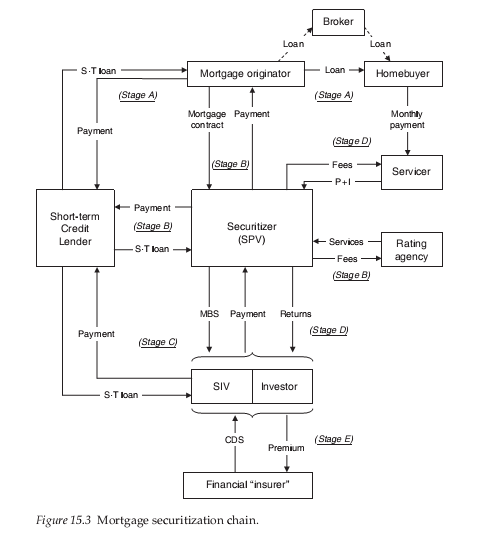 Broker
Loan
Loan
S-T loan
Mortgage originator
Loan
Homebuyer
(Stage A)
(Stage A)
Mortgage
contract
Payment
Monthly
payment
Payment
(Stage D)
(Stage B)
Fees
P+I
Servicer
Short-term
Credit
Lender
Payment
(Stage B)
S-T loan
Securitizer
(SPV)
Services
Fees
Rating
agency
(Stage B)
MBS
Payment
Returns
(Stage D)
Payment
(Stage C)
SIV
Investor
S-T loan
CDS
Premium
(Stage E)
Financial “insurer”
Figure 15.3 Mortgage securitization chain.